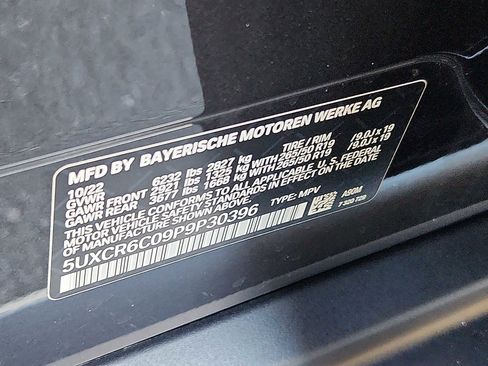 MFD BY BAYERISCHE MOTOREN WERKE AG
10/22 TIRE / RIM
GVWR 6232 lbs 2827 kg
GAWR FRONT 2921 lbs 1325 kg WITH 265/50 R19 /9.0J x 19
GAWR REAR 3677 lbs 1668 kg WITH 265/50 R19 /9.0J x 19
THIS VEHICLE CONFORMS TO ALL APPLICABLE U.S. FEDERAL
MOTOR VEHICLE SAFETY STANDARDS IN EFFECT ON THE DATE
OF MANUFACTURE SHOWN ABOVE.
5UXCR6C09P9P30396 TYPE: MPV
A90M